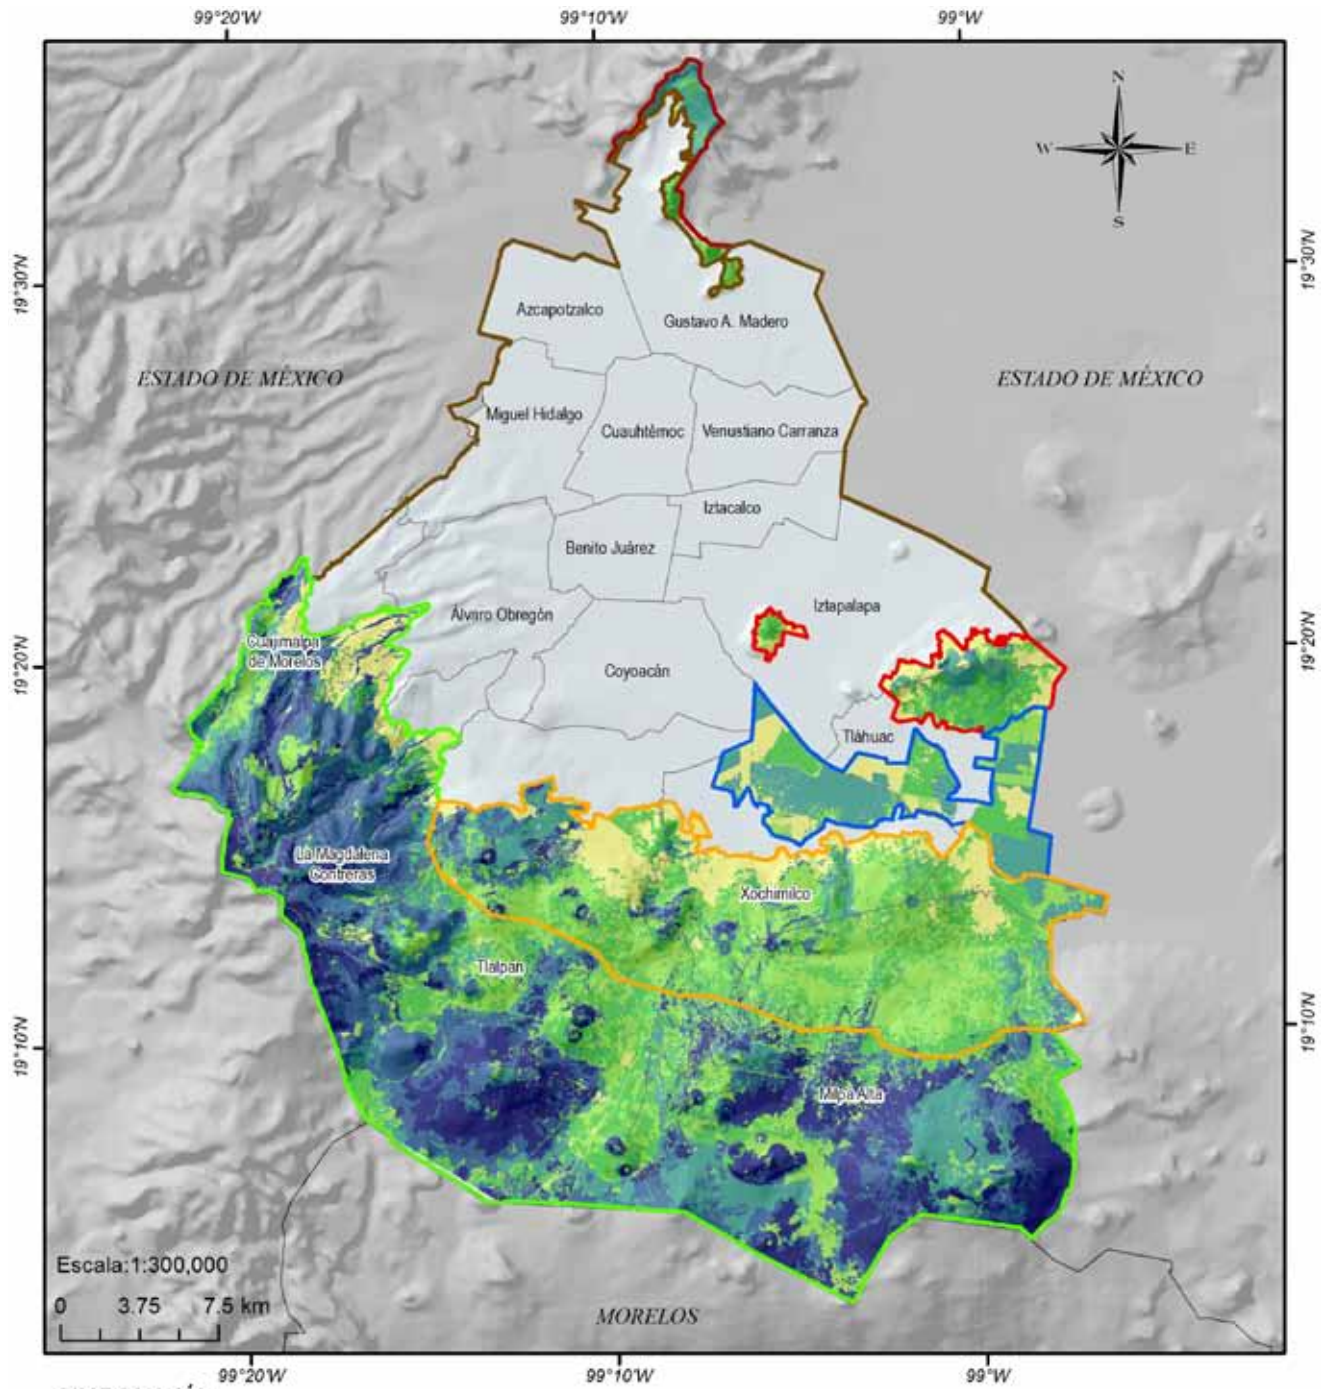 99°20'W
99°10'W
99°W
N
W
E
S
19°30'N
19°30'N
Azcapotzalco
Gustavo A. Madero
ESTADO DE MÉXICO
ESTADO DE MÉXICO
Miguel Hidalgo
Cuauhtémoc
Venustiano Carranza
Iztacalco
Benito Juárez
Iztapalapa
Álvaro Obregón
Cuajimalpa
de Morelos
19°20'N
19°20'N
Coyoacán
Tláhuac
La Magdalena
Contreras
Xochimilco
Tlalpan
19°10'N
19°10'N
Milpa Alta
Escala:1:300,000
0
3.75
7.5 km
MORELOS
99°20'W
99°10'W
99°W